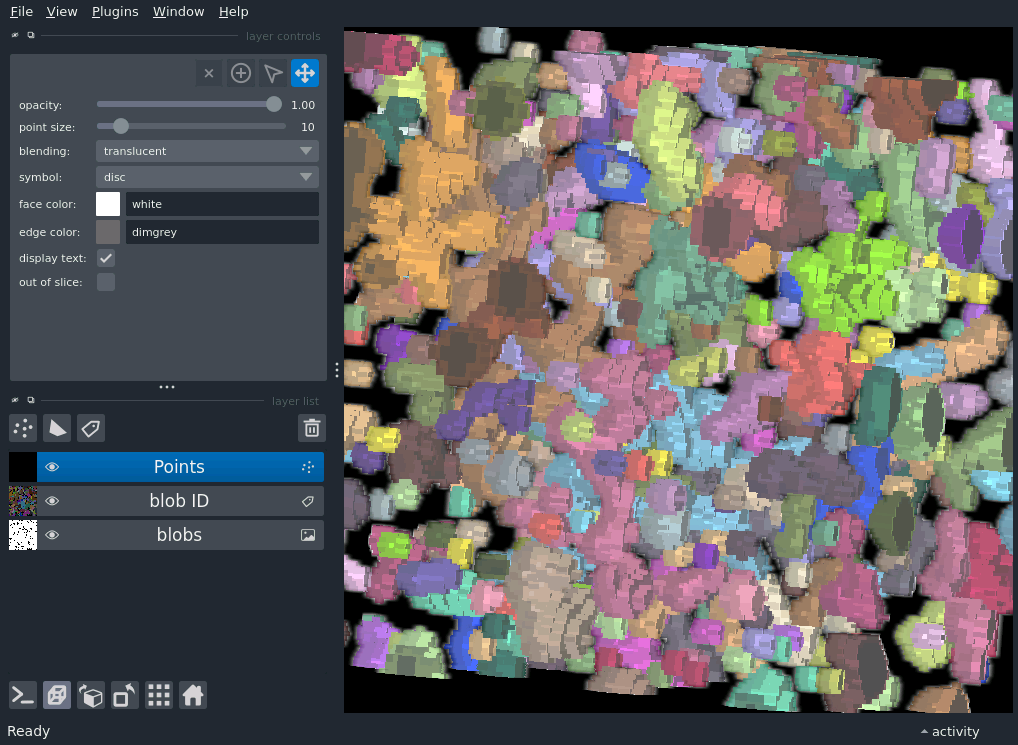 File View Plugins Window Help
layer controls
opacity: 1.00
point size: 10
blending: translucent
symbol: disc
face color: white
edge color: dimgrey
display text:
out of slice:
layer list
Points
blob ID
blobs
Ready
activity